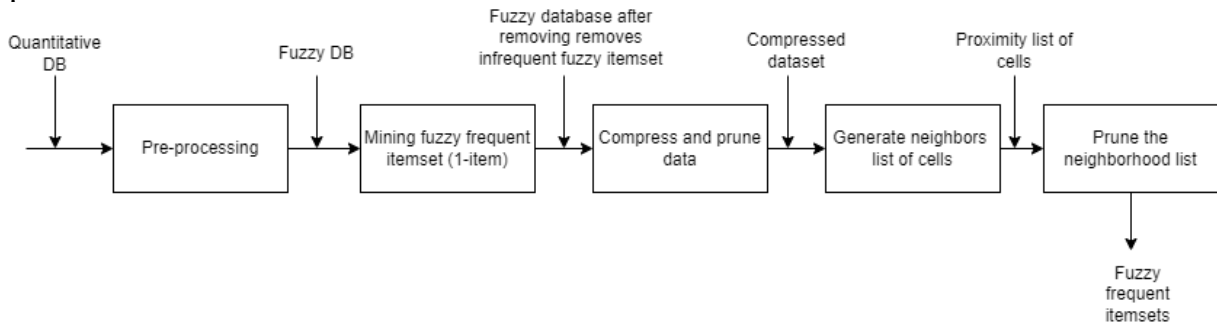 Quantitative
DB
Fuzzy DB
Fuzzy database after
removing removes
infrequent fuzzy itemset
Compressed
dataset
Proximity list of
cells
Pre-processing
Mining fuzzy frequent
itemset (1-item)
Compress and prune
data
Generate neighbors
list of cells
Prune the
neighborhood list
Fuzzy
frequent
itemsets